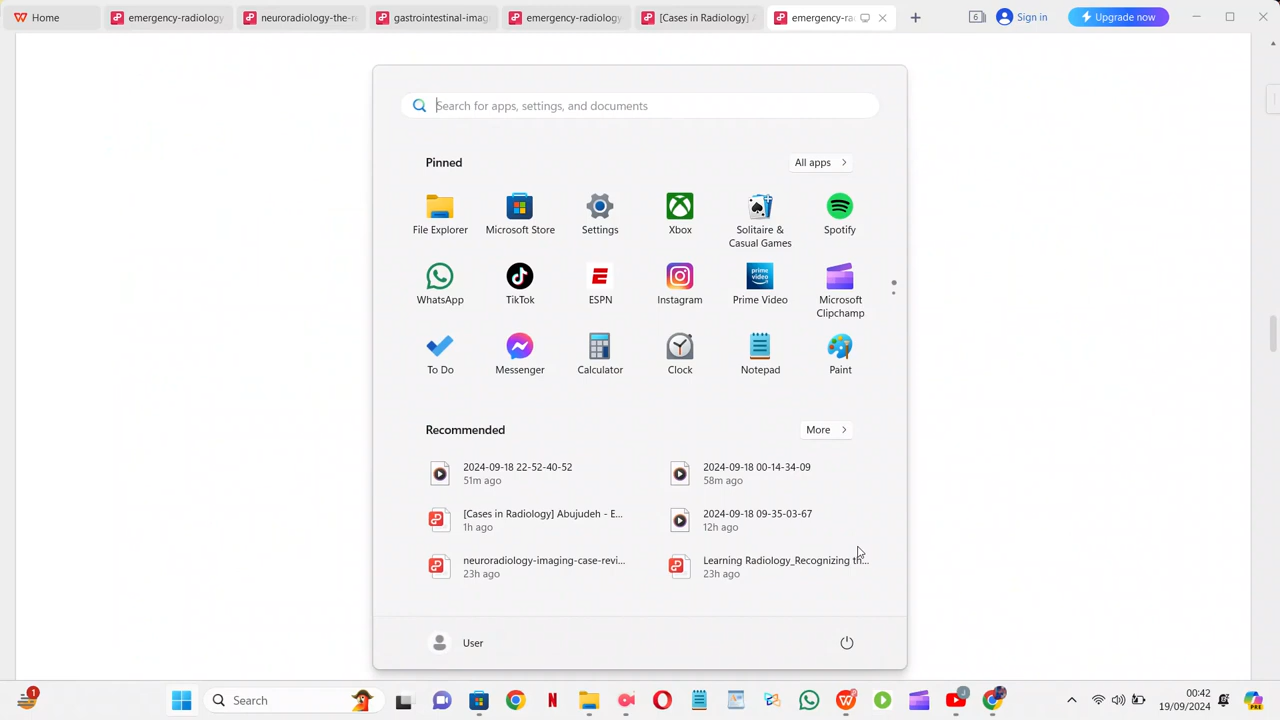 Home
emergency-radiology
neuroradiology-the-r
gastrointestinal-imag
emergency-radiology
[Cases in Radiology] A
emergency-ra
6
Sign in
Upgrade now
Search for apps, settings, and documents
Pinned
All apps
File Explorer
Microsoft Store
Settings
Xbox
Solitaire &
Casual Games
Spotify
WhatsApp
TikTok
ESPN
Instagram
Prime Video
Microsoft
Clipchamp
To Do
Messenger
Calculator
Clock
Notepad
Paint
Recommended
More
2024-09-18 22-52-40-52
51m ago
2024-09-18 00-14-34-09
58m ago
[Cases in Radiology] Abujudeh - E...
1h ago
2024-09-18 09-35-03-67
12h ago
neuroradiology-imaging-case-revi...
23h ago
Learning Radiology_Recognizing th...
23h ago
User
1
Search
00:42
19/09/2024